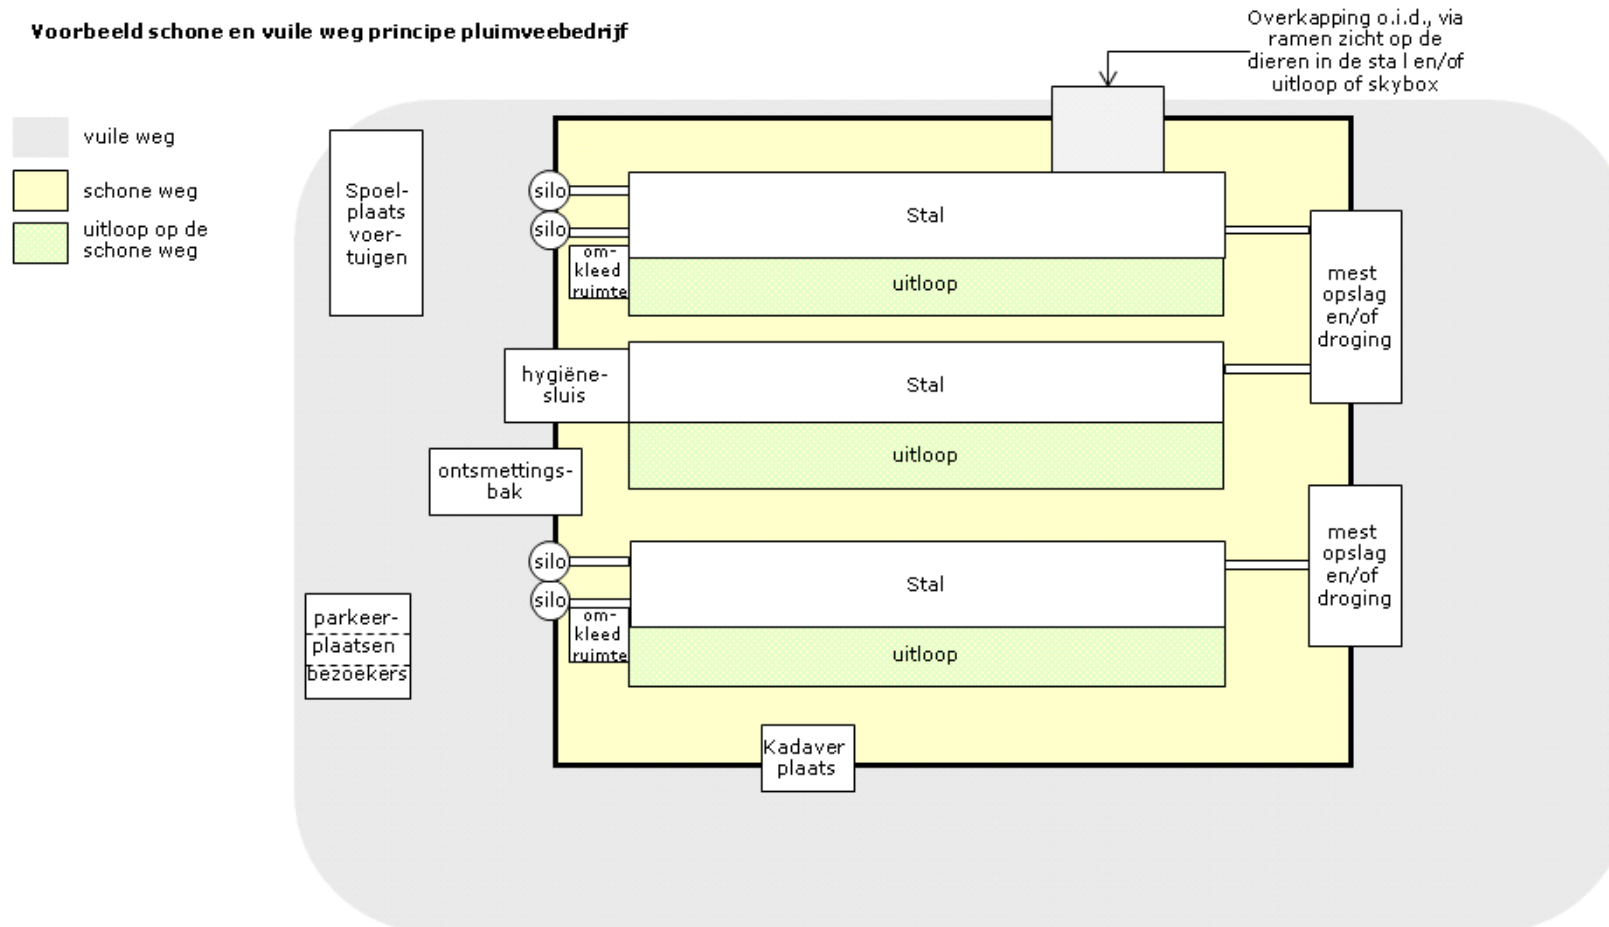 Voorbeeld schone en vuile weg principe pluimveebedrijf
Overkapping o.i.d., via
ramen zicht op de
dieren in de stal en/of
uitloop of skybox
vuile weg
schone weg
uitloop op de
schone weg
Spoel-
plaats
voer-
tuigen
silo
silo
om-
kleed
ruimte
Stal
uitloop
mest
opslag
en/of
droging
hygiëne-
sluis
Stal
uitloop
ontsmettings-
bak
silo
silo
om-
kleed
ruimte
Stal
uitloop
mest
opslag
en/of
droging
parkeer-
plaatsen
bezoekers
Kadaver
plaats